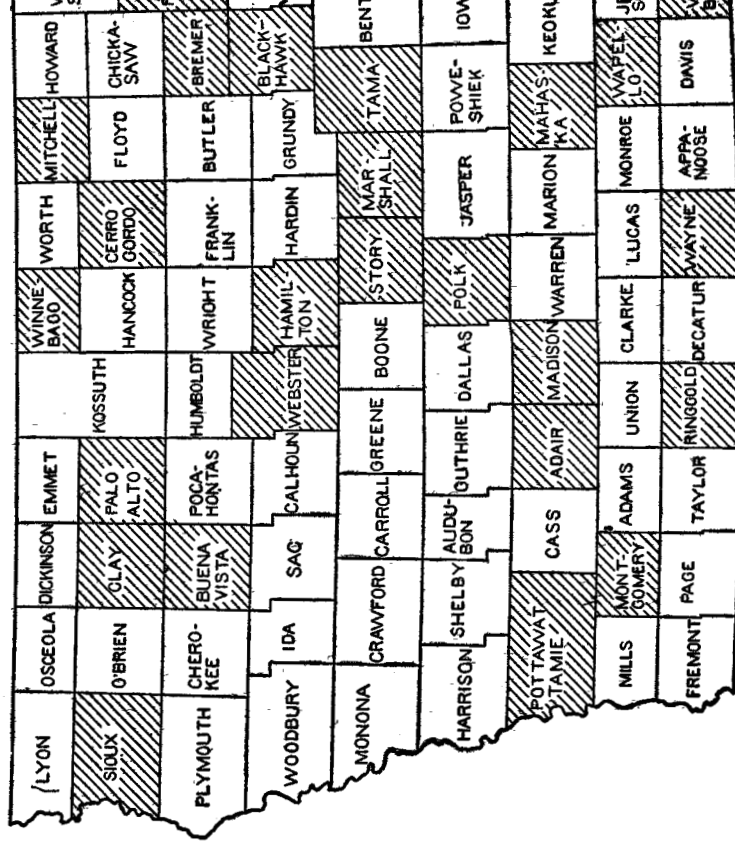 LYON
OSCEOLA
DICKINSON
EMMET
KOSSUTH
WINNE
BAGO
WORTH
MITCHELL
HOWARD
SIOUX
O'BRIEN
CLAY
PALO
ALTO
HANCOCK
CERRO
GORDO
FLOYD
CHICKA-
SAW
PLYMOUTH
CHERO-
KEE
BUENA
VISTA
POCA-
HONTAS
HUMBOLDT
WRIGHT
FRANK-
LIN
BUTLER
BREMER
WOODBURY
IDA
SAC
CALHOUN
WEBSTER
HAMIL-
TON
HARDIN
GRUNDY
BLACK-
HAWK
MONONA
CRAWFORD
CARROLL
GREENE
BOONE
STORY
MAR-
SHALL
TAMA
BENT
HARRISON
SHELBY
AUDU-
BON
GUTHRIE
DALLAS
POLK
JASPER
POWE-
SHIEK
IOW
POTTAWAT
TAMIE
CASS
ADAIR
MADISON
WARREN
MARION
MAHAS-
KA
KEOKU
MILLS
MONT-
GOMERY
ADAMS
UNION
CLARKE
LUCAS
MONROE
WAPEL-
LO
FREMONT
PAGE
TAYLOR
RINGGOLD
DECATUR
WAYNE
APPA-
NOOSE
DAVIS